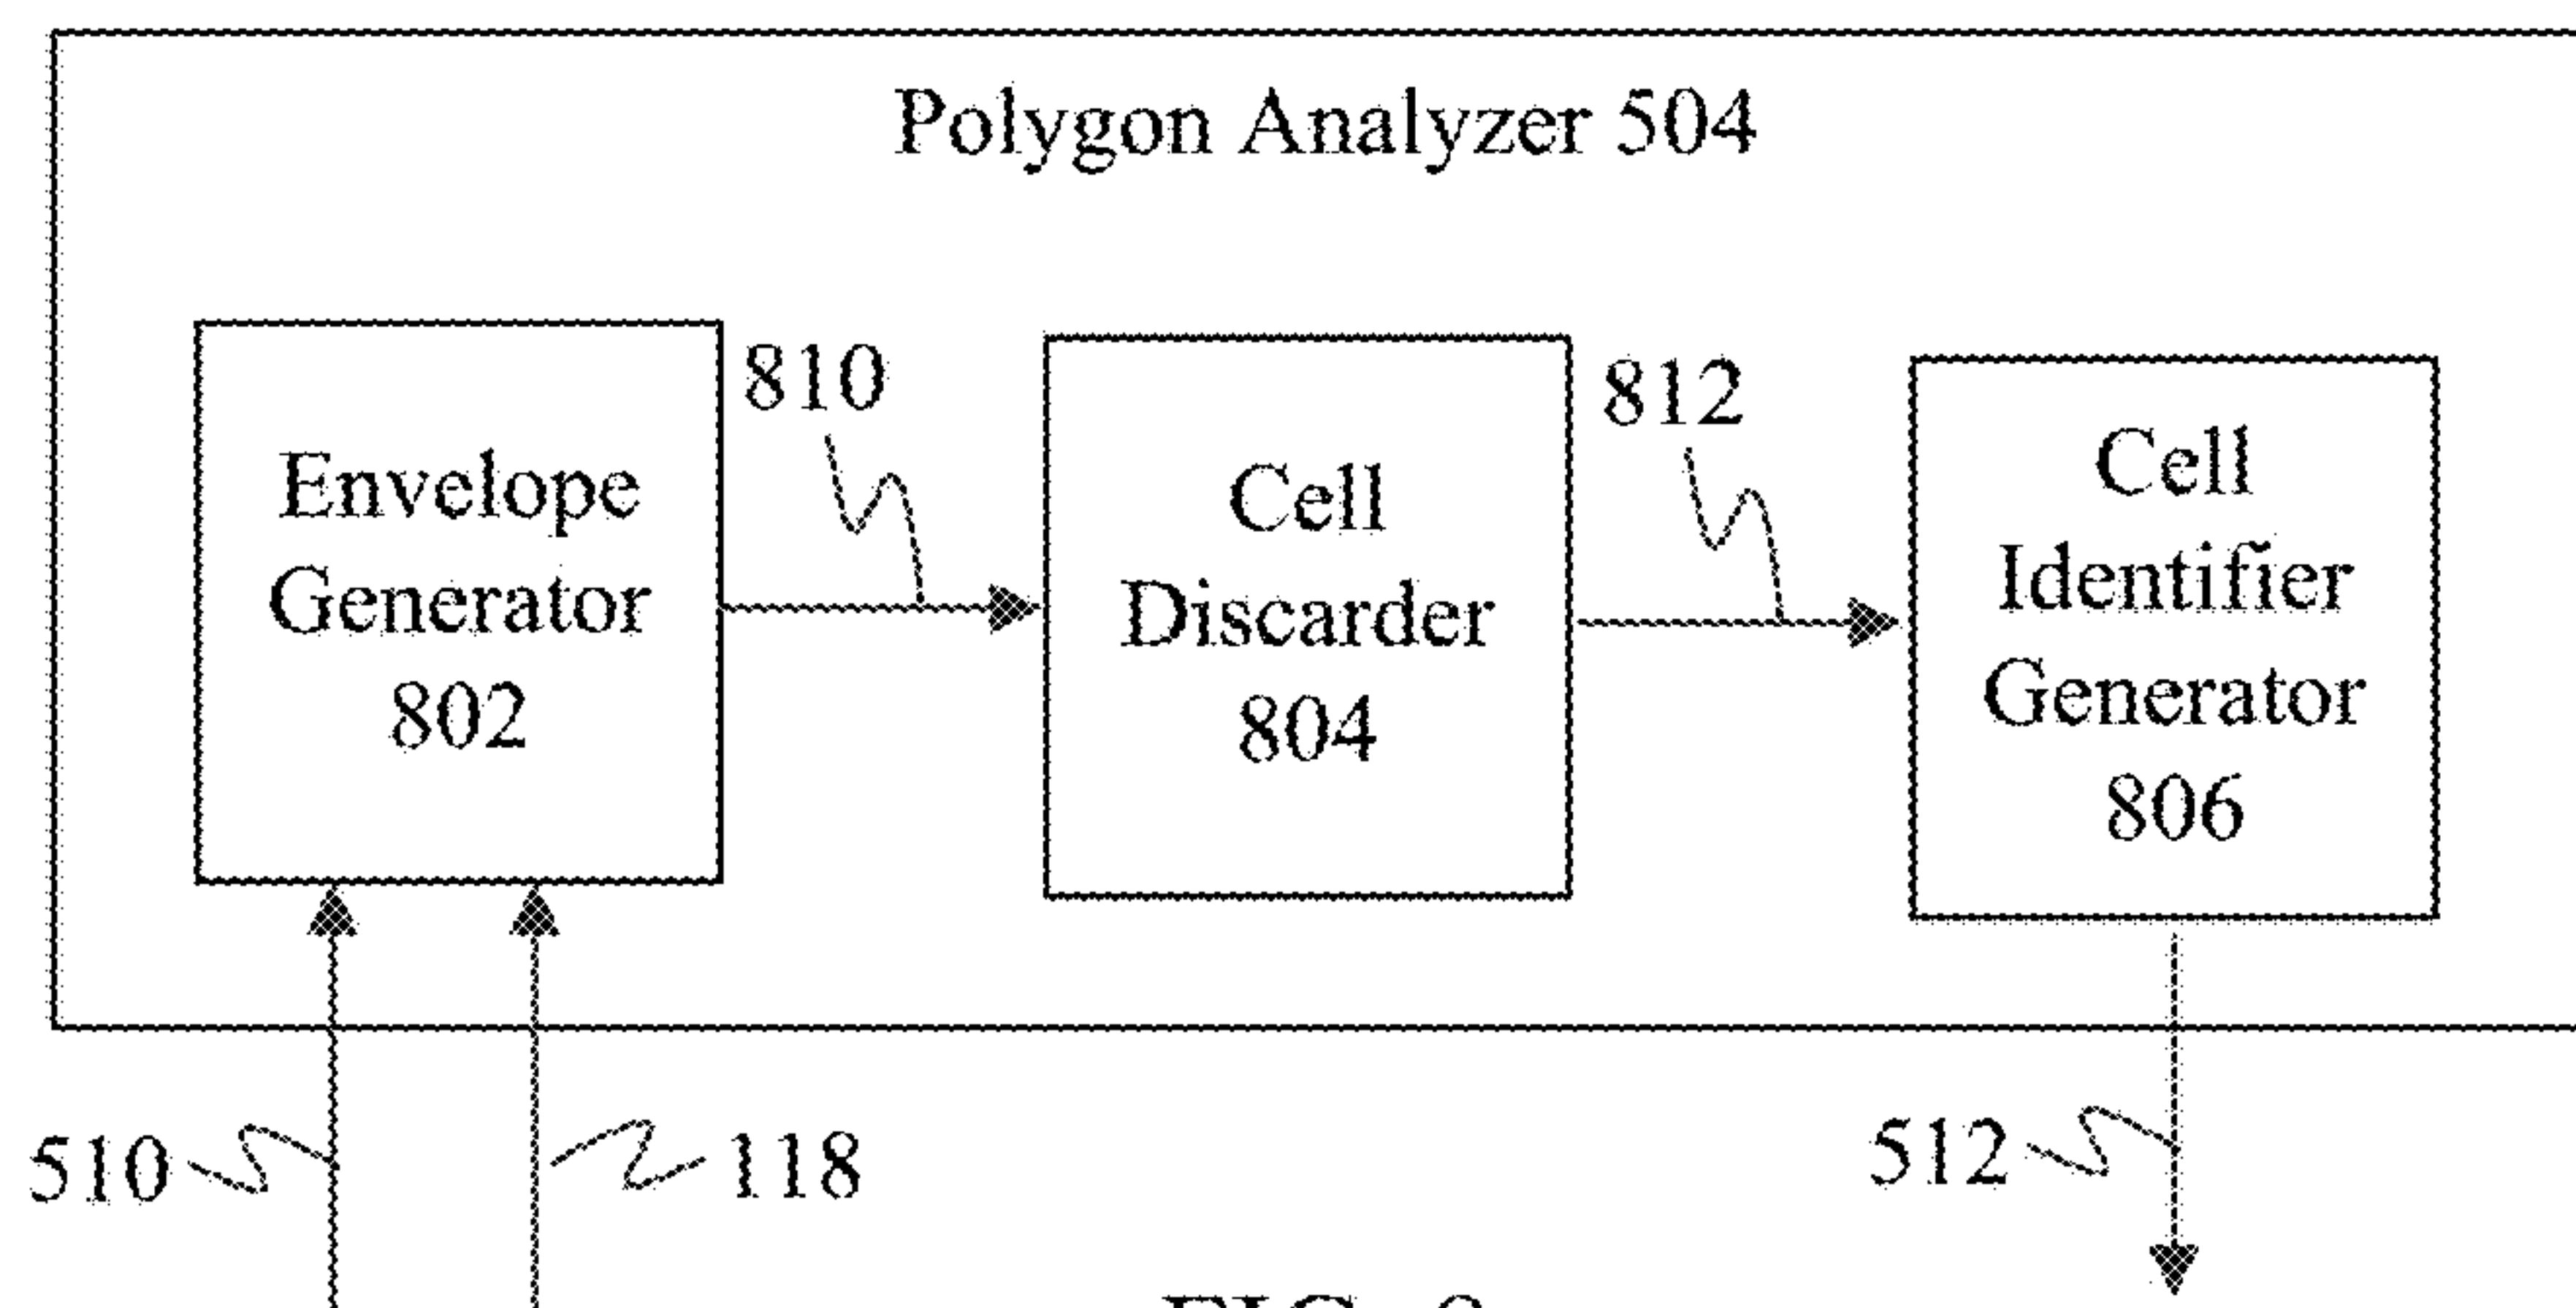 Polygon Analyzer 504
810
812
Envelope
Generator
802
Cell
Discarder
804
Cell
Identifier
Generator
806
510
118
512